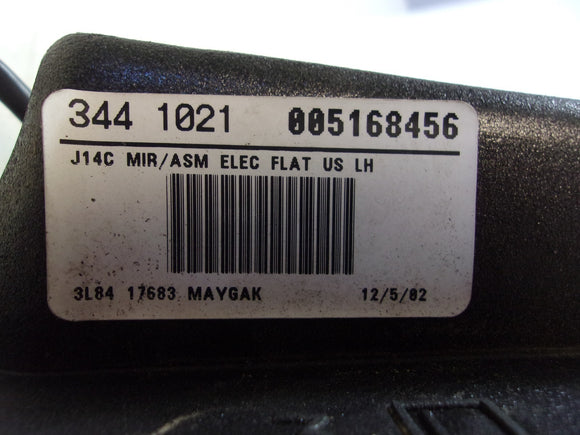 344 1021 005168456
J14C MIR/ASM ELEC FLAT US LH
3L84 17683 MAYGAK 12/5/02